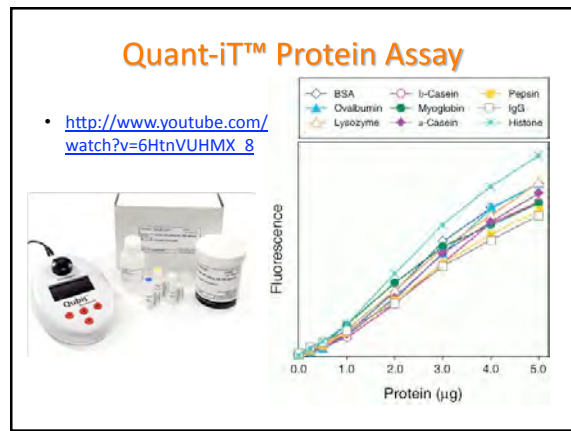 Quant-iT™ Protein Assay
• http://www.youtube.com/
watch?v=6HtnVUHMX_8
BSA
Ovalbumin
Lysozyme
b-Casein
Myoglobin
a-Casein
Pepsin
IgG
Histone
Fluorescence
0.0 1.0 2.0 3.0 4.0 5.0
Protein (µg)
Qubit